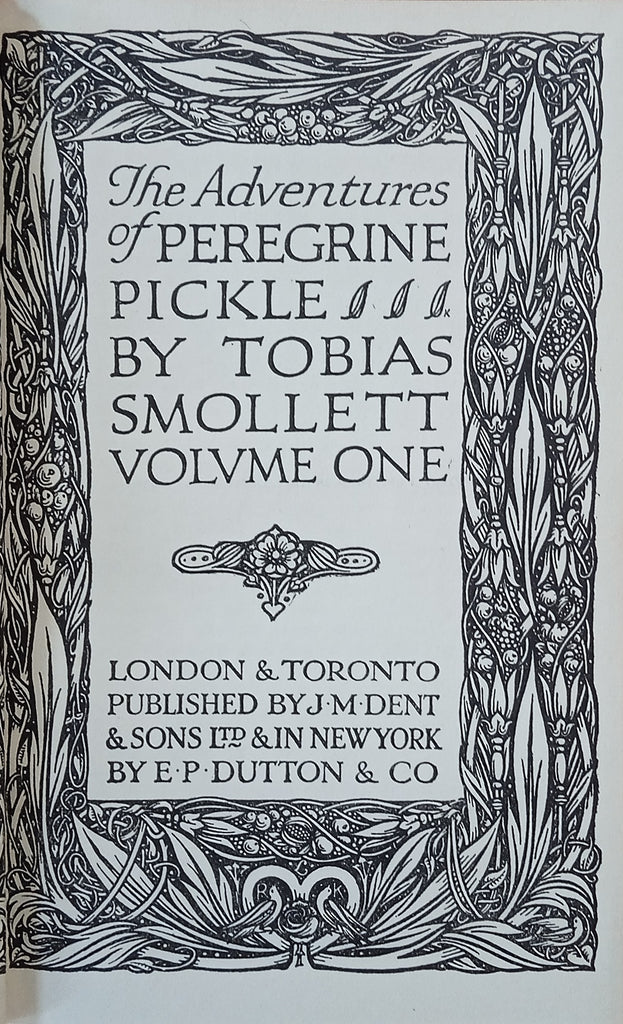 The Adventures
of PEREGRINE
PICKLE
BY TOBIAS
SMOLLETT
VOLVME ONE
LONDON & TORONTO
PUBLISHED BY J·M·DENT
& SONS LTD & IN NEW YORK
BY E·P·DUTTON & CO